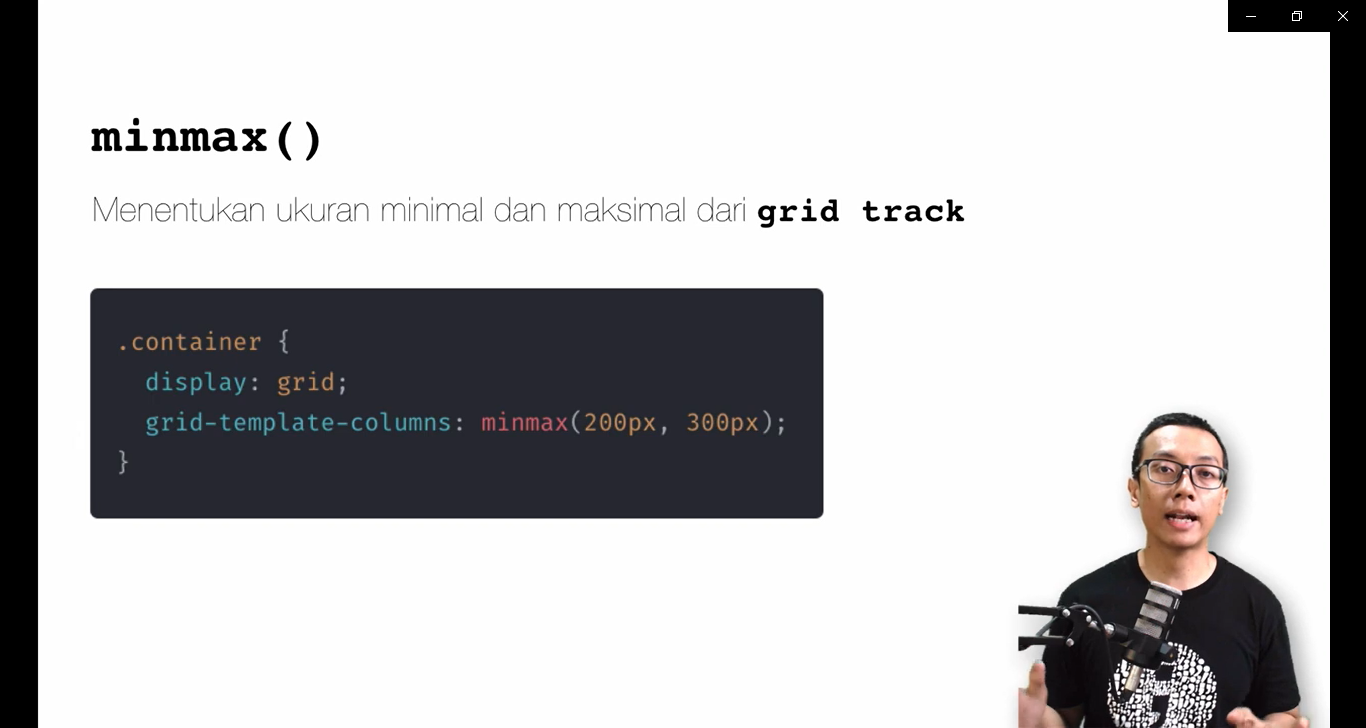 minmax()
Menentukan ukuran minimal dan maksimal dari grid track
.container {
  display: grid;
  grid-template-columns: minmax(200px, 300px);
}